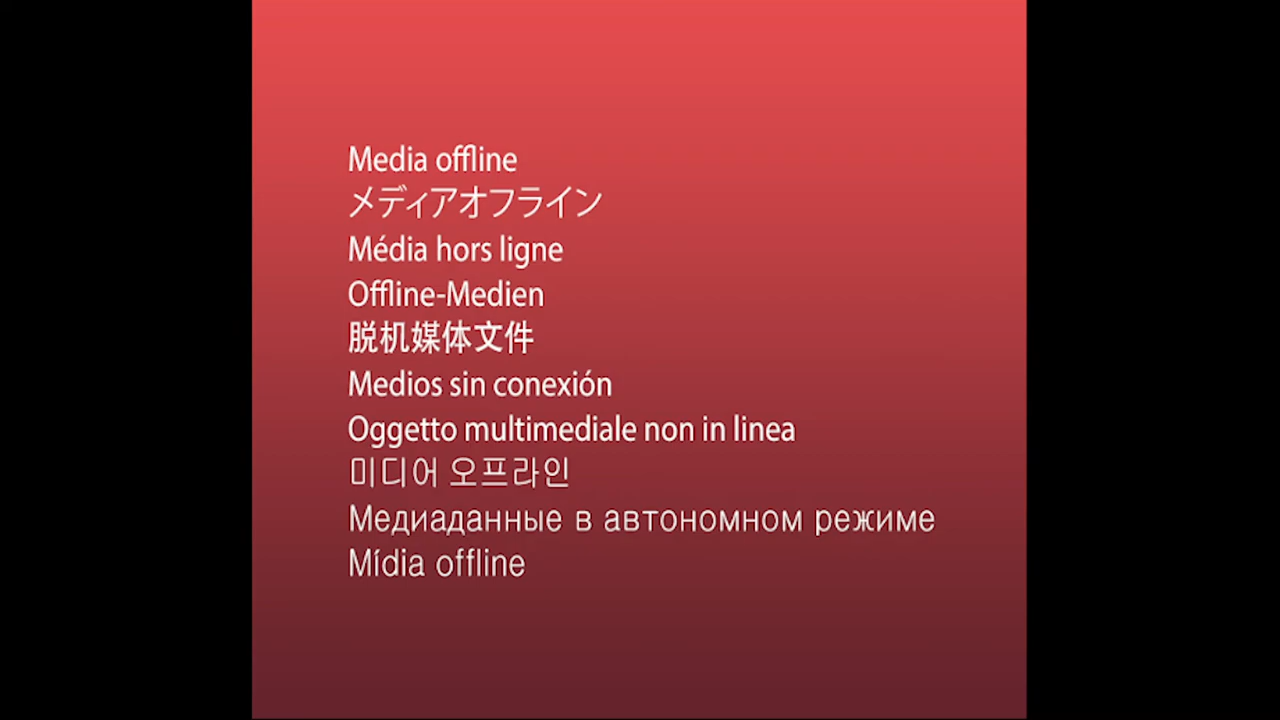 Media offline
メディアオフライン
Média hors ligne
Offline-Medien
脱机媒体文件
Medios sin conexión
Oggetto multimediale non in linea
미디어 오프라인
Медиаданные в автономном режиме
Mídia offline